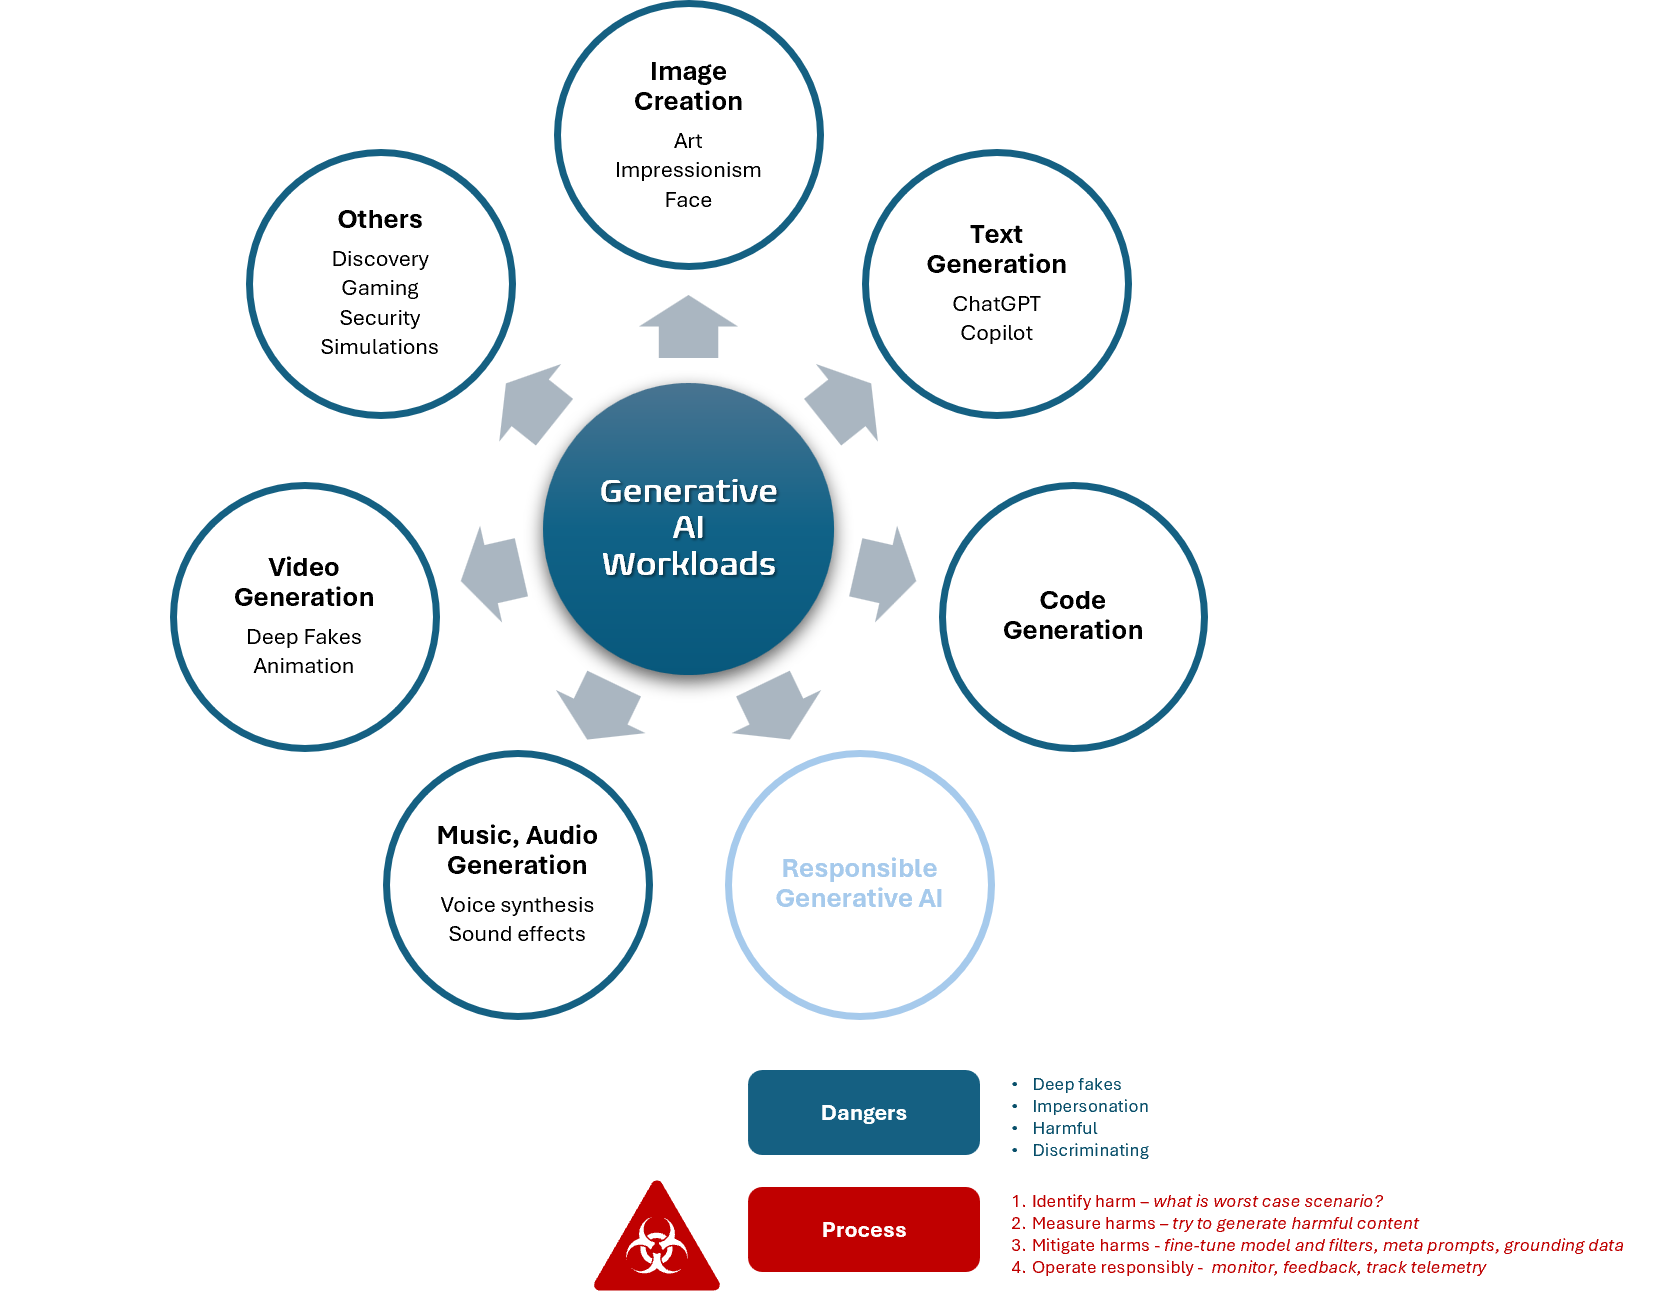 Image
Creation
Art
Impressionism
Face
Others
Discovery
Gaming
Security
Simulations
Text
Generation
ChatGPT
Copilot
Generative
AI
Workloads
Video
Generation
Deep Fakes
Animation
Code
Generation
Music, Audio
Generation
Voice synthesis
Sound effects
Responsible
Generative AI
Dangers
• Deep fakes
• Impersonation
• Harmful
• Discriminating
Process
1. Identify harm – what is worst case scenario?
2. Measure harms – try to generate harmful content
3. Mitigate harms - fine-tune model and filters, meta prompts, grounding data
4. Operate responsibly - monitor, feedback, track telemetry